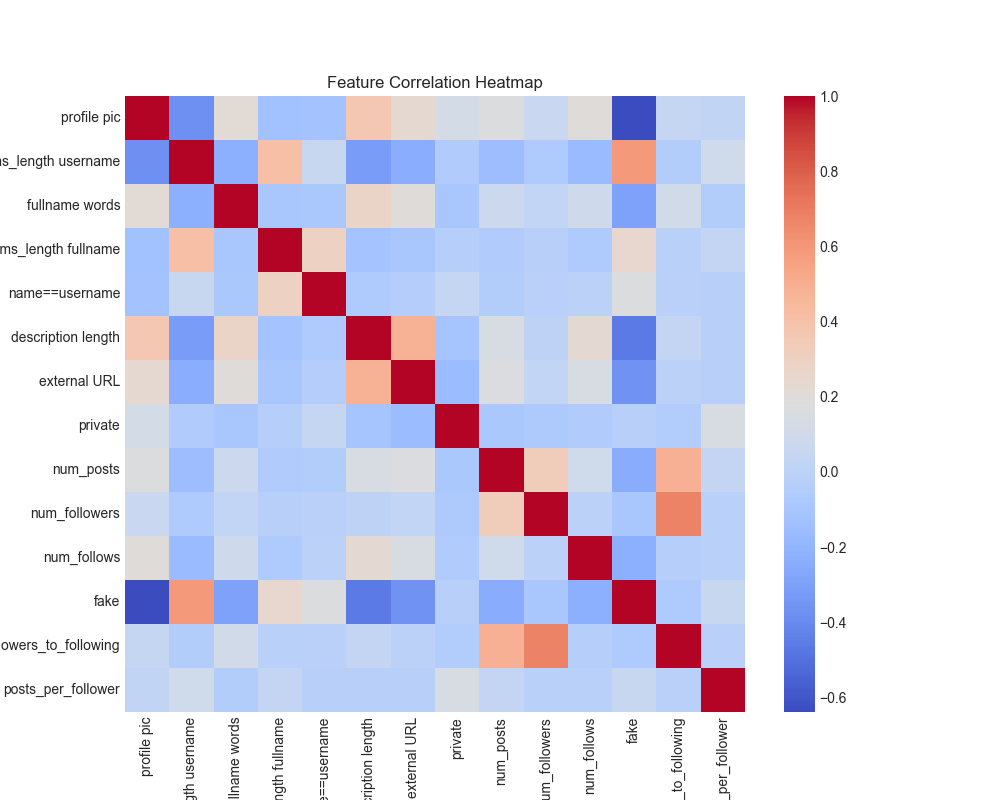 Feature Correlation Heatmap
profile pic
ns_length username
fullname words
ms_length fullname
name==username
description length
external URL
private
num_posts
num_followers
num_follows
fake
owers_to_following
posts_per_follower
1.0
0.8
0.6
0.4
0.2
0.0
−0.2
−0.4
−0.6
profile pic
gth username
llname words
ngth fullname
e==username
cription length
external URL
private
num_posts
um_followers
num_follows
fake
_to_following
_per_follower